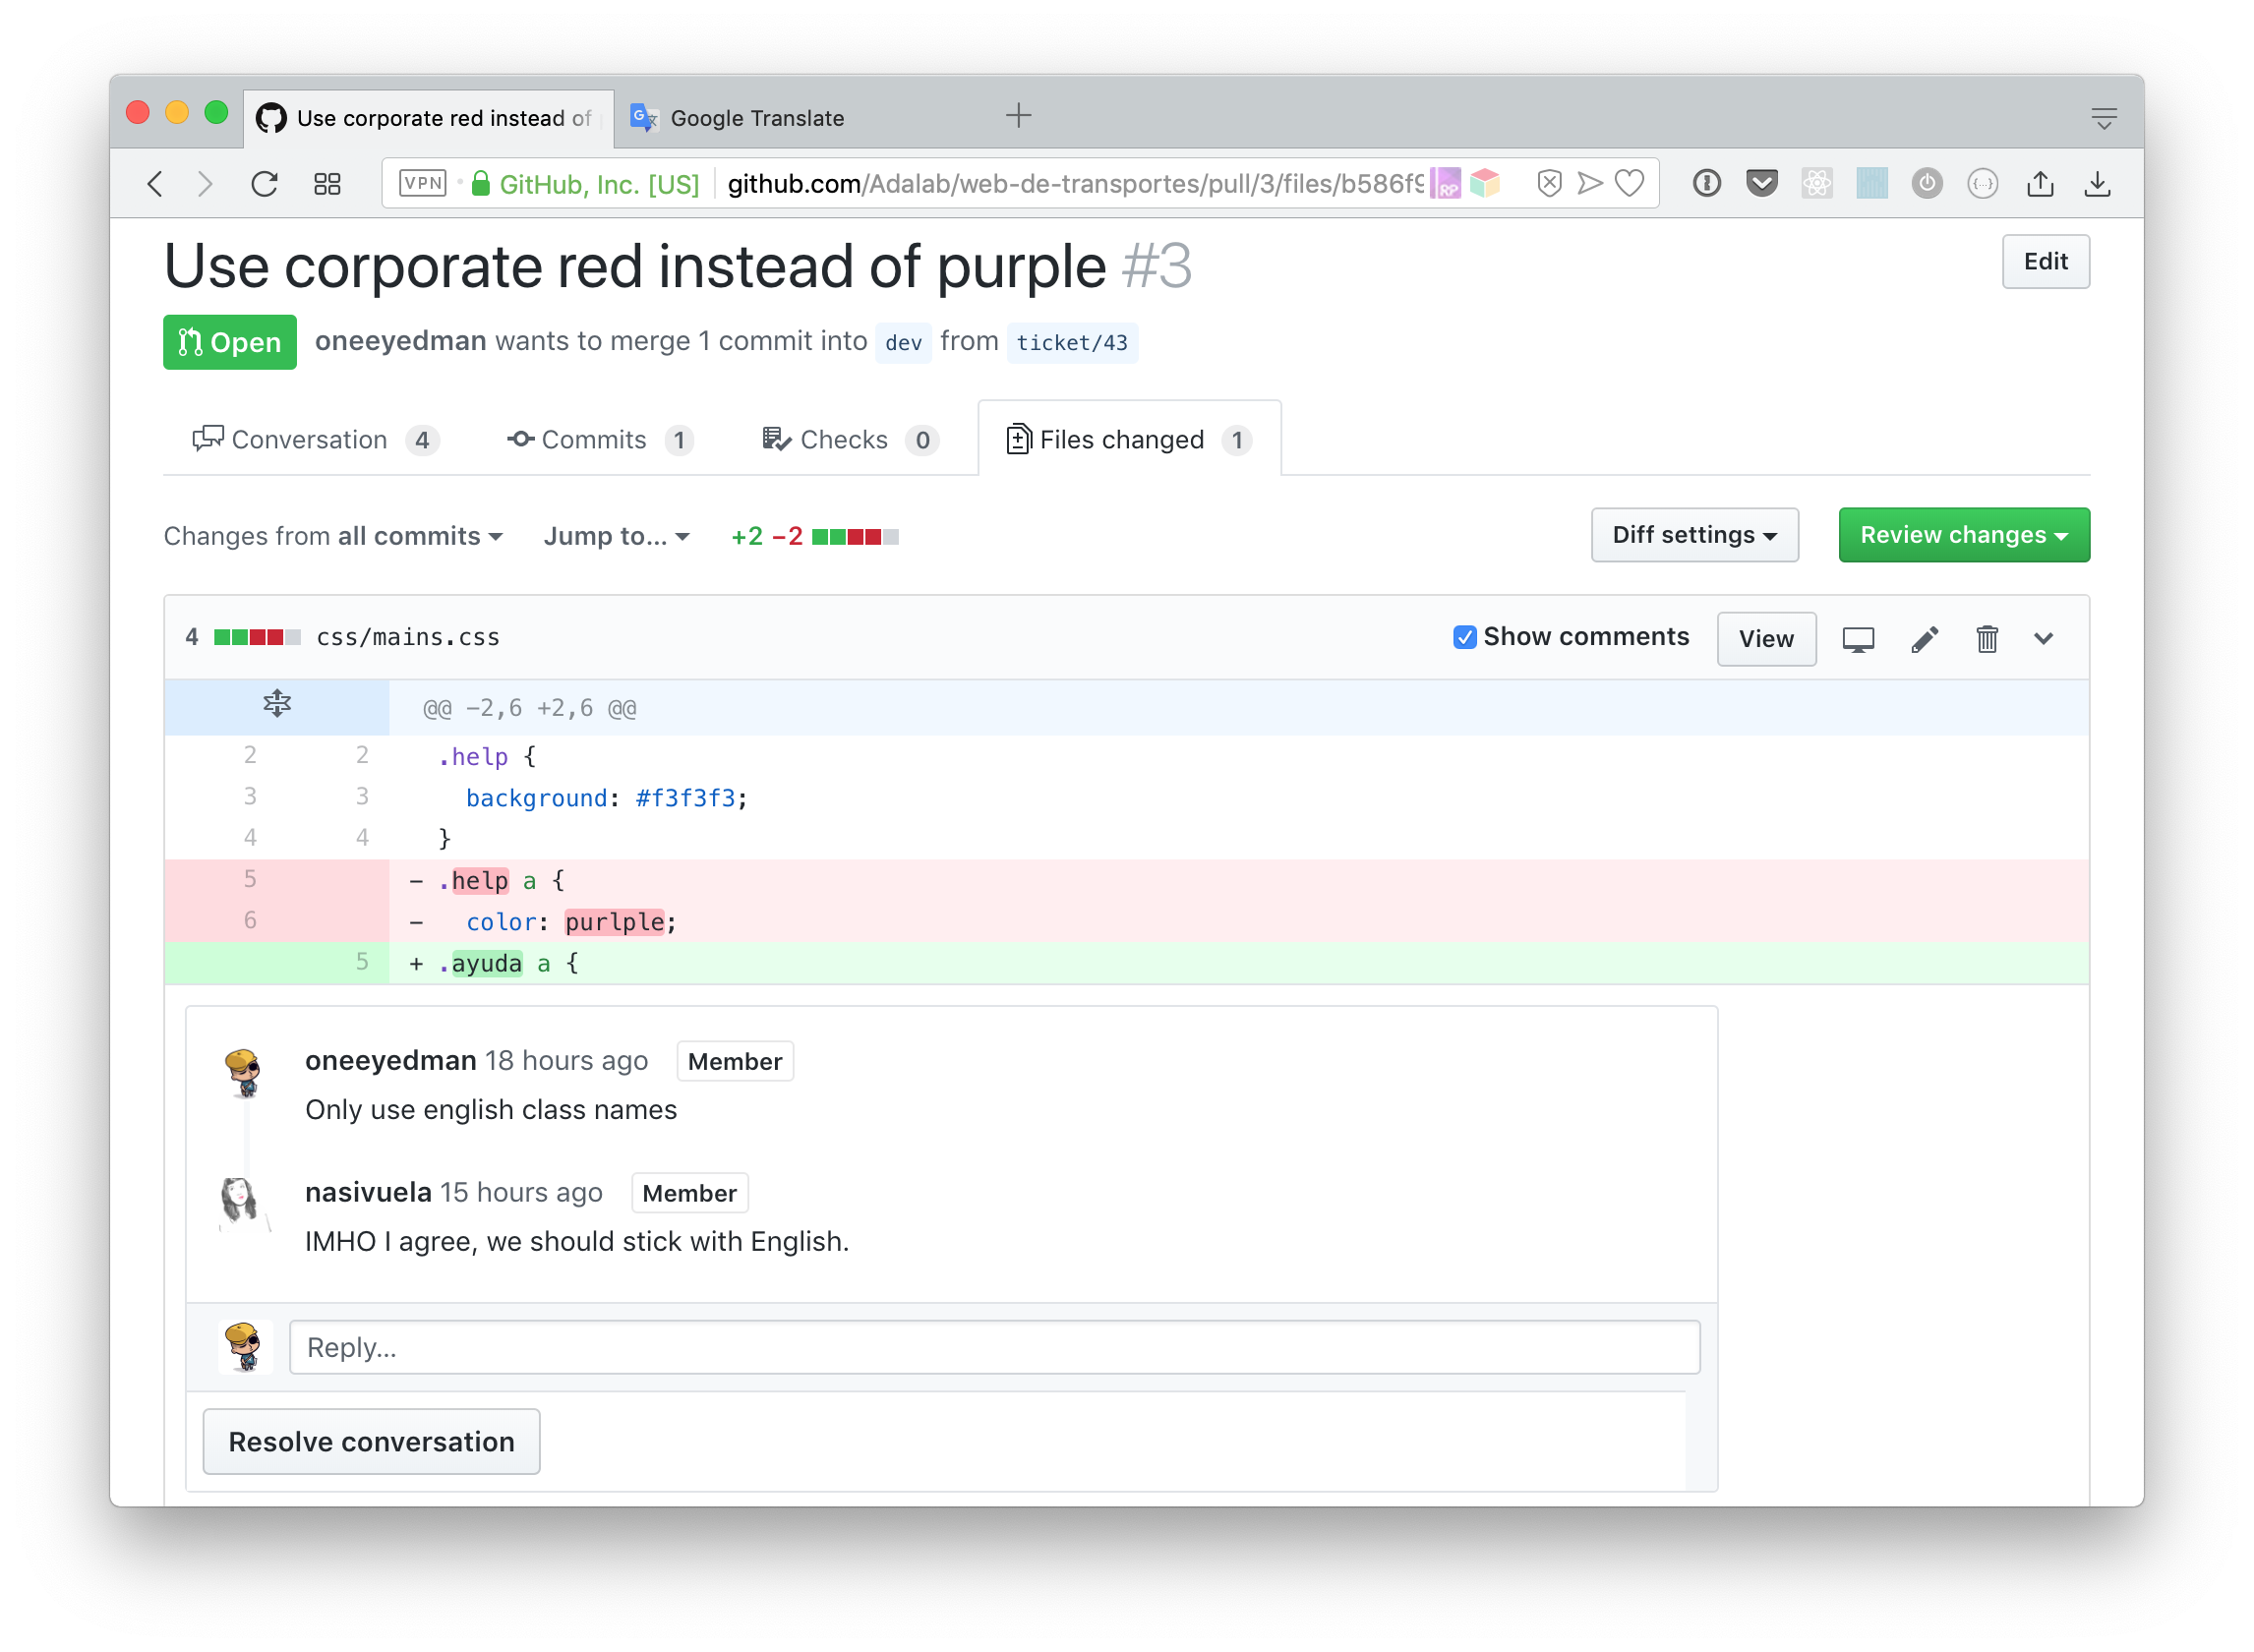 Use corporate red instead of
Google Translate
VPN GitHub, Inc. [US] github.com/Adalab/web-de-transportes/pull/3/files/b586f9
RP
Use corporate red instead of purple #3
Edit
Open oneeyedman wants to merge 1 commit into dev from ticket/43
Conversation 4 Commits 1 Checks 0 Files changed 1
Changes from all commits Jump to... +2 −2 Diff settings Review changes
4 css/mains.css Show comments View
@@ -2,6 +2,6 @@
2 2 .help {
3 3 background: #f3f3f3;
4 4 }
5 - .help a {
6 - color: purlple;
5 + .ayuda a {
oneeyedman 18 hours ago Member
Only use english class names
nasivuela 15 hours ago Member
IMHO I agree, we should stick with English.
Reply...
Resolve conversation